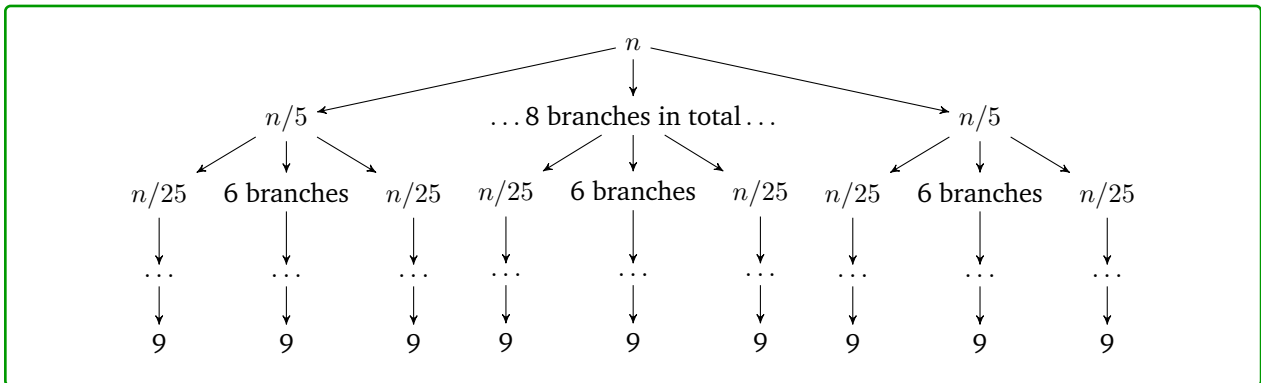 n
n/5 ... 8 branches in total ... n/5
n/25 6 branches n/25 n/25 6 branches n/25 n/25 6 branches n/25
... ... ... ... ... ... ... ... ...
9 9 9 9 9 9 9 9 9